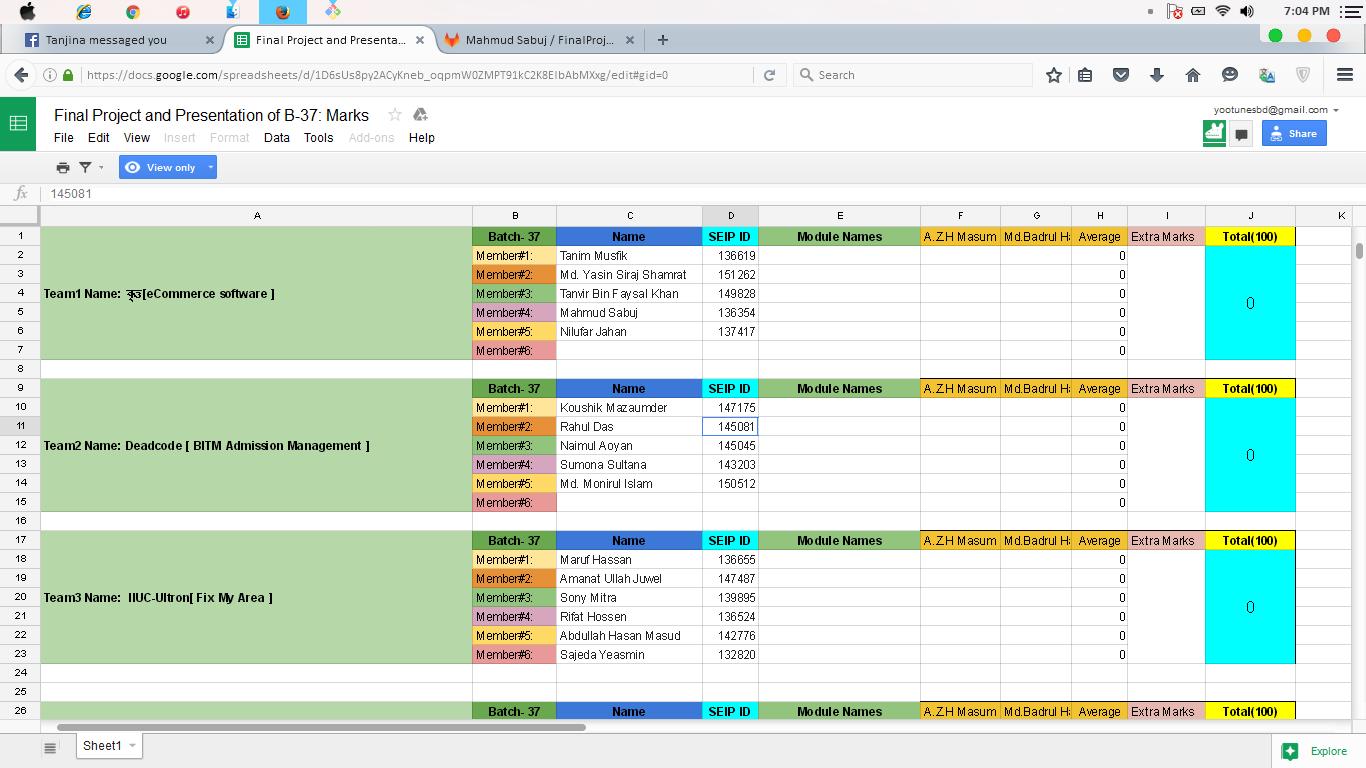 7:04 PM
Tanjina messaged you
Final Project and Presenta...
Mahmud Sabuj / FinalProj...
https://docs.google.com/spreadsheets/d/1D6sUs8py2ACyKneb_oqpmW0ZMPT91kC2K8ElbAbMXxg/edit#gid=0
Search
Final Project and Presentation of B-37: Marks
yootunesbd@gmail.com
File Edit View Insert Format Data Tools Add-ons Help
Share
View only
fx 145081
A B C D E F G H I J K
1 Batch- 37 Name SEIP ID Module Names A.ZH Masum Md.Badrul H Average Extra Marks Total(100)
2 Member#1: Tanim Musfik 136619 0
3 Member#2: Md. Yasin Siraj Shamrat 151262 0
4 Team1 Name: [eCommerce software ] Member#3: Tanvir Bin Faysal Khan 149828 0 0
5 Member#4: Mahmud Sabuj 136354 0
6 Member#5: Nilufar Jahan 137417 0
7 Member#6: 0
8
9 Batch- 37 Name SEIP ID Module Names A.ZH Masum Md.Badrul H Average Extra Marks Total(100)
10 Member#1: Koushik Mazaumder 147175 0
11 Member#2: Rahul Das 145081 0
12 Team2 Name: Deadcode [ BITM Admission Management ] Member#3: Naimul Aoyan 145045 0 0
13 Member#4: Sumona Sultana 143203 0
14 Member#5: Md. Monirul Islam 150512 0
15 Member#6: 0
16
17 Batch- 37 Name SEIP ID Module Names A.ZH Masum Md.Badrul H Average Extra Marks Total(100)
18 Member#1: Maruf Hassan 136655 0
19 Member#2: Amanat Ullah Juwel 147487 0
20 Team3 Name: IIUC-Ultron[ Fix My Area ] Member#3: Sony Mitra 139895 0 0
21 Member#4: Rifat Hossen 136524 0
22 Member#5: Abdullah Hasan Masud 142776 0
23 Member#6: Sajeda Yeasmin 132820 0
24
25
26 Batch- 37 Name SEIP ID Module Names A.ZH Masum Md.Badrul H Average Extra Marks Total(100)
Sheet1
Explore